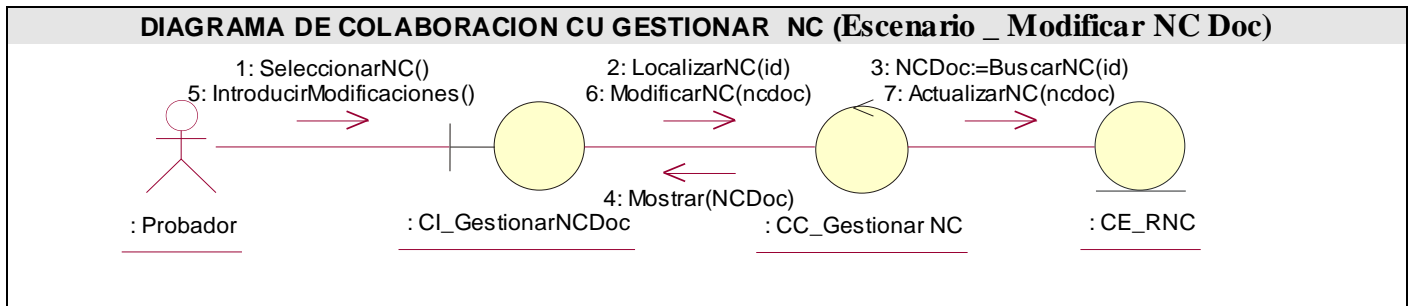 DIAGRAMA DE COLABORACION CU GESTIONAR NC (Escenario _ Modificar NC Doc)
1: SeleccionarNC()
5: IntroducirModificaciones()
2: LocalizarNC(id)
6: ModificarNC(ncdoc)
3: NCDoc:=BuscarNC(id)
7: ActualizarNC(ncdoc)
4: Mostrar(NCDoc)
: Probador
: CI_GestionarNCDoc
: CC_Gestionar NC
: CE_RNC